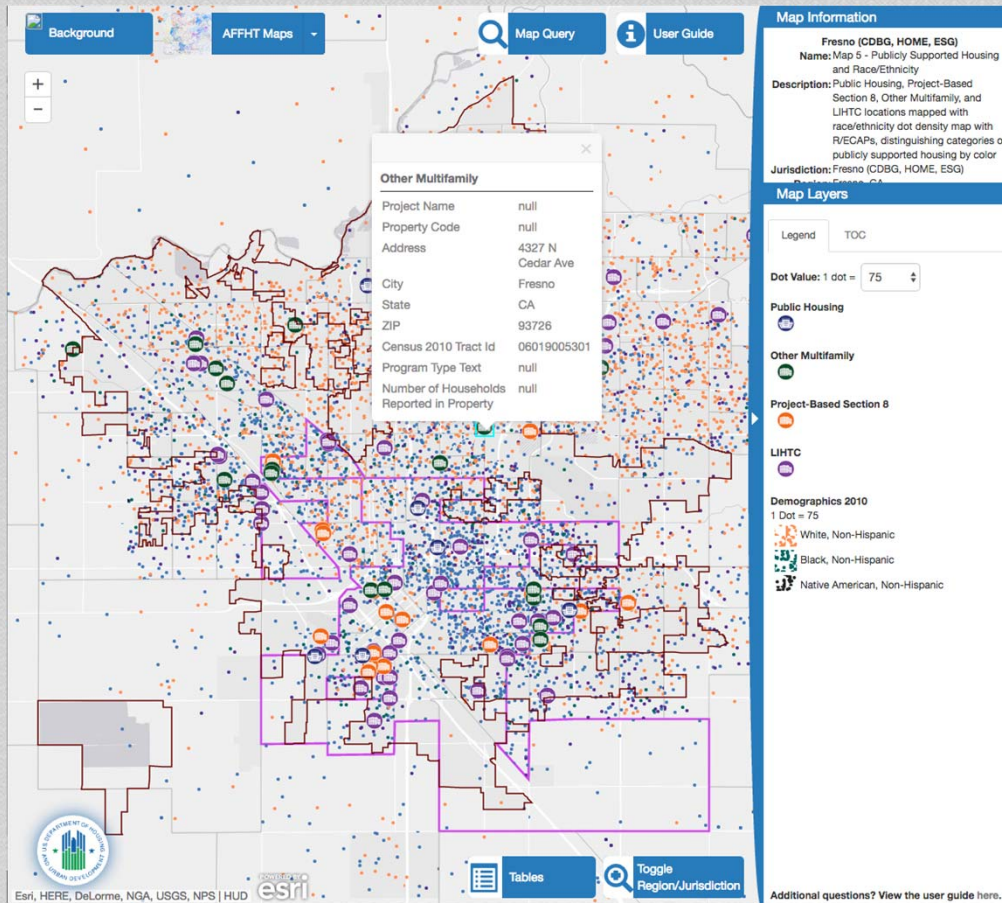 Background
AFFHT Maps
Map Query
User Guide
+
−
Other Multifamily
Project Name null
Property Code null
Address 4327 N
Cedar Ave
City Fresno
State CA
ZIP 93726
Census 2010 Tract Id 06019005301
Program Type Text null
Number of Households null
Reported in Property
U.S. DEPARTMENT OF HOUSING
AND URBAN DEVELOPMENT
Esri, HERE, DeLorme, NGA, USGS, NPS | HUD
POWERED BY
esri
Tables
Toggle
Region/Jurisdiction
Map Information
Fresno (CDBG, HOME, ESG)
Name: Map 5 - Publicly Supported Housing
and Race/Ethnicity
Description: Public Housing, Project-Based
Section 8, Other Multifamily, and
LIHTC locations mapped with
race/ethnicity dot density map with
R/ECAPs, distinguishing categories o
publicly supported housing by color
Jurisdiction: Fresno (CDBG, HOME, ESG)
Map Layers
Legend TOC
Dot Value: 1 dot = 75
Public Housing
Other Multifamily
Project-Based Section 8
LIHTC
Demographics 2010
1 Dot = 75
White, Non-Hispanic
Black, Non-Hispanic
Native American, Non-Hispanic
Additional questions? View the user guide here.